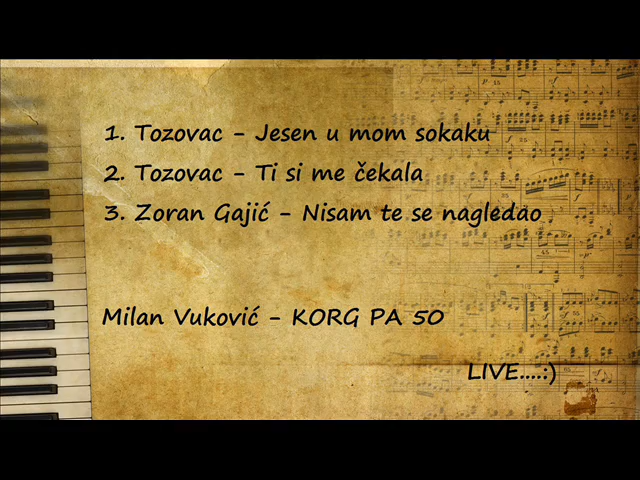 1. Tozovac - Jesen u mom sokaku
2. Tozovac - Ti si me čekala
3. Zoran Gajić - Nisam te se nagledao
Milan Vuković - KORG PA 50
LIVE....:)